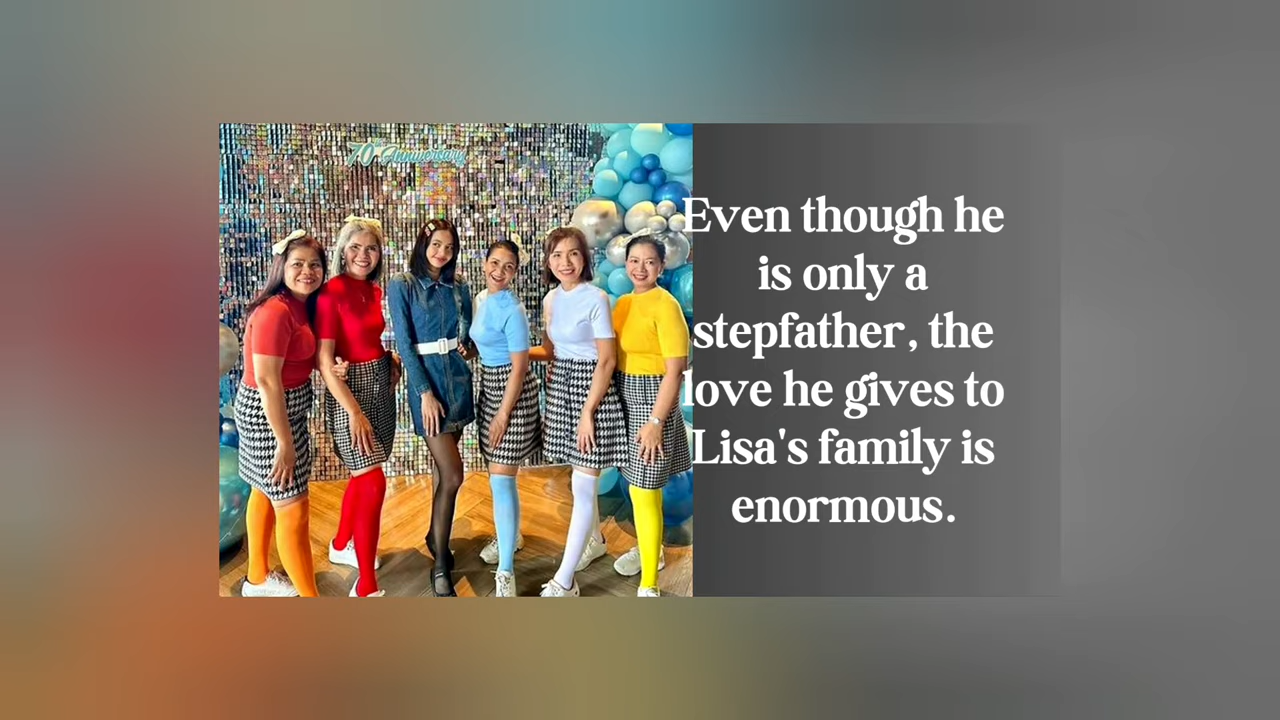 70th Anniversary
Even though he
is only a
stepfather, the
love he gives to
Lisa's family is
enormous.